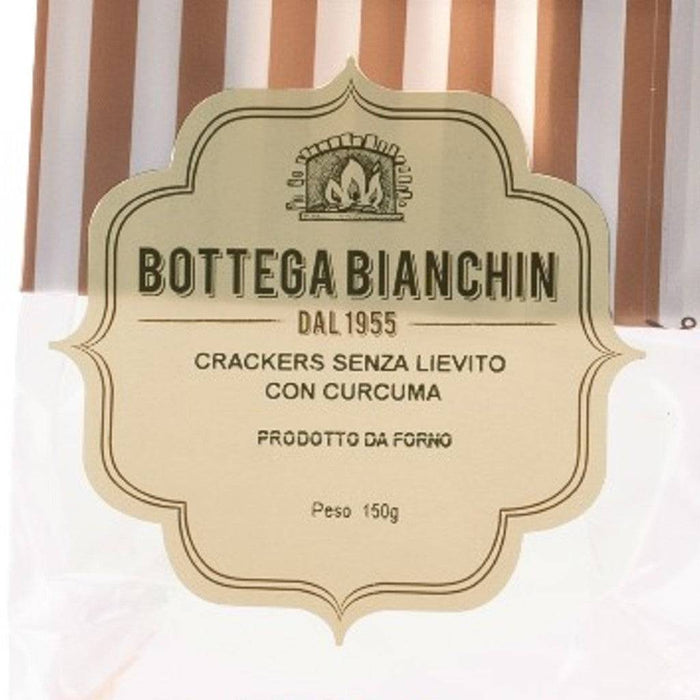 BOTTEGA BIANCHIN
DAL 1955
CRACKERS SENZA LIEVITO
CON CURCUMA
PRODOTTO DA FORNO
Peso 150g